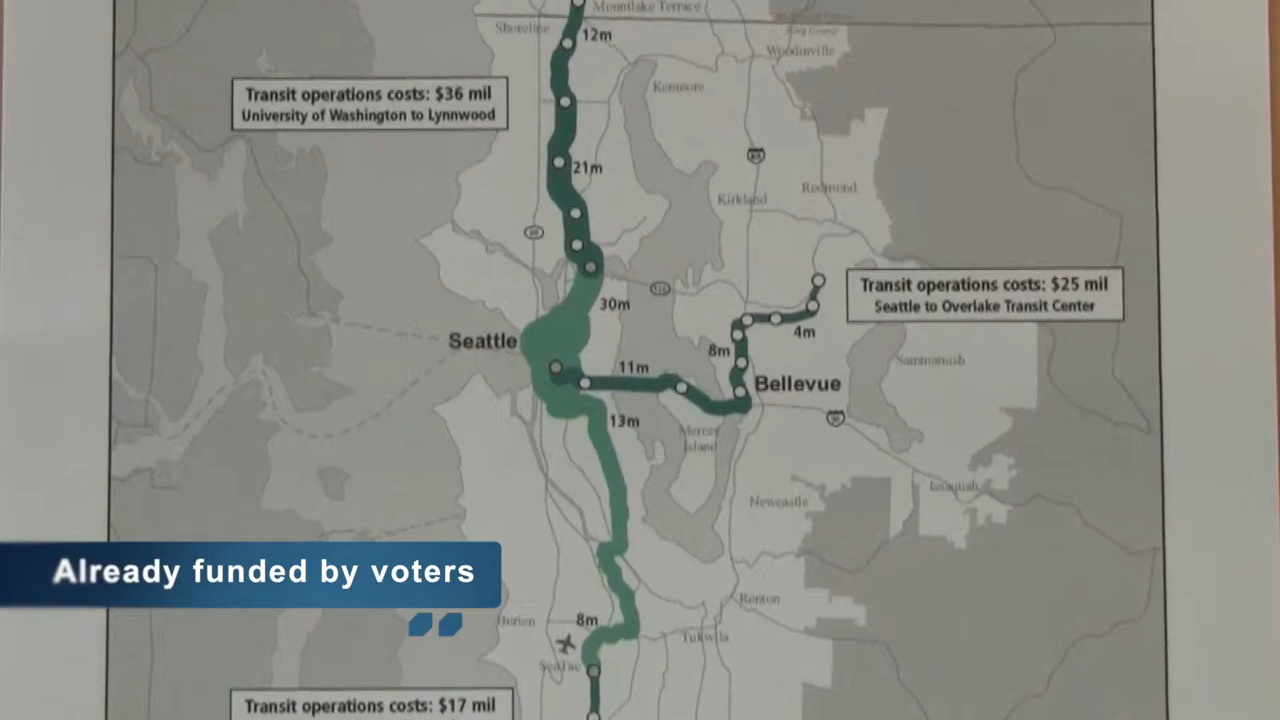 Mountlake Terrace
Shoreline
12m
Woodinville
Transit operations costs: $36 mil
University of Washington to Lynnwood
Kenmore
21m
Kirkland
Redmond
Transit operations costs: $25 mil
Seattle to Overlake Transit Center
30m
4m
Seattle
8m
Sammamish
11m
Bellevue
13m
90
Mercer
Island
Issaquah
Newcastle
Already funded by voters
Renton
Burien
8m
Tukwila
SeaTac
Transit operations costs: $17 mil